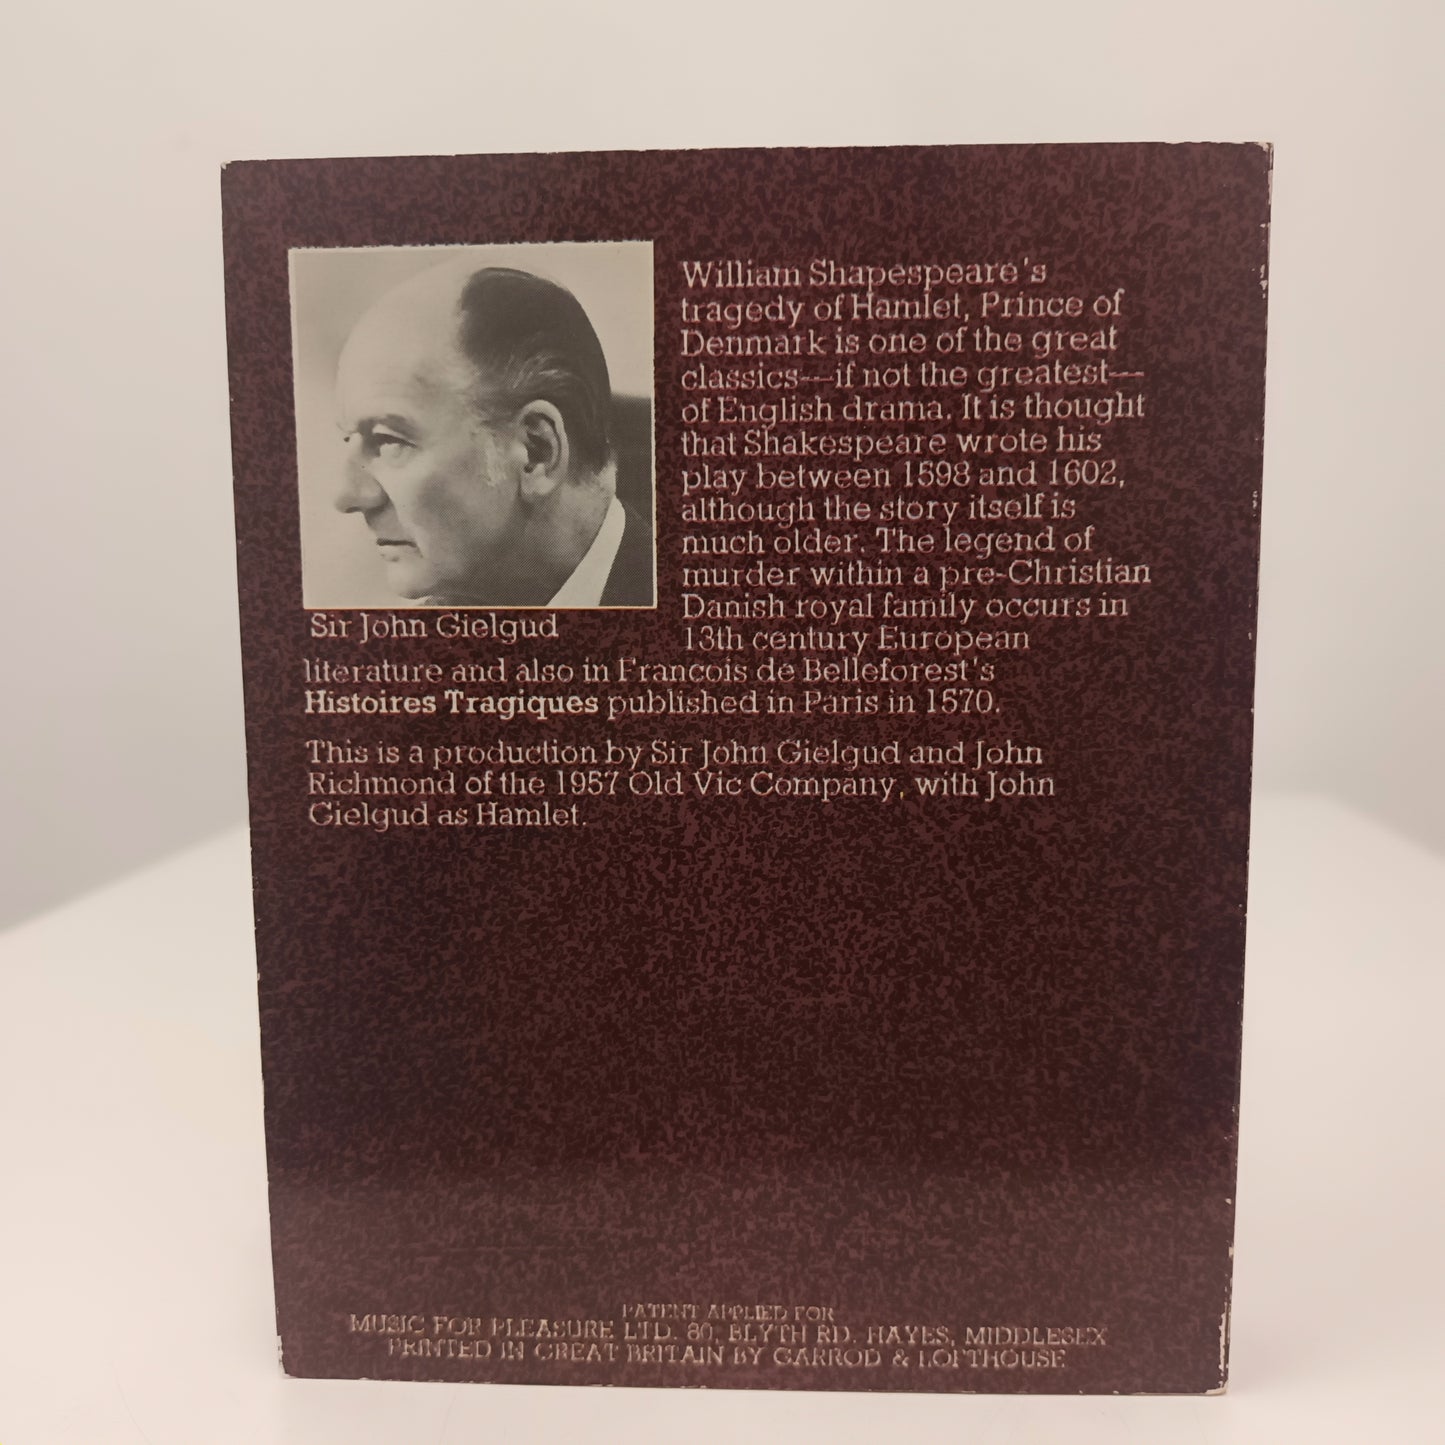 William Shapespeare's
tragedy of Hamlet, Prince of
Denmark is one of the great
classics—if not the greatest—
of English drama. It is thought
that Shakespeare wrote his
play between 1598 and 1602,
although the story itself is
much older. The legend of
murder within a pre-Christian
Danish royal family occurs in
13th century European
Sir John Gielgud
literature and also in Francois de Belleforest's
Histoires Tragiques published in Paris in 1570.
This is a production by Sir John Gielgud and John
Richmond of the 1957 Old Vic Company, with John
Gielgud as Hamlet.
PATENT APPLIED FOR
MUSIC FOR PLEASURE LTD. 80, BLYTH RD. HAYES, MIDDLESEX
PRINTED IN GREAT BRITAIN BY GARROD & LOFTHOUSE